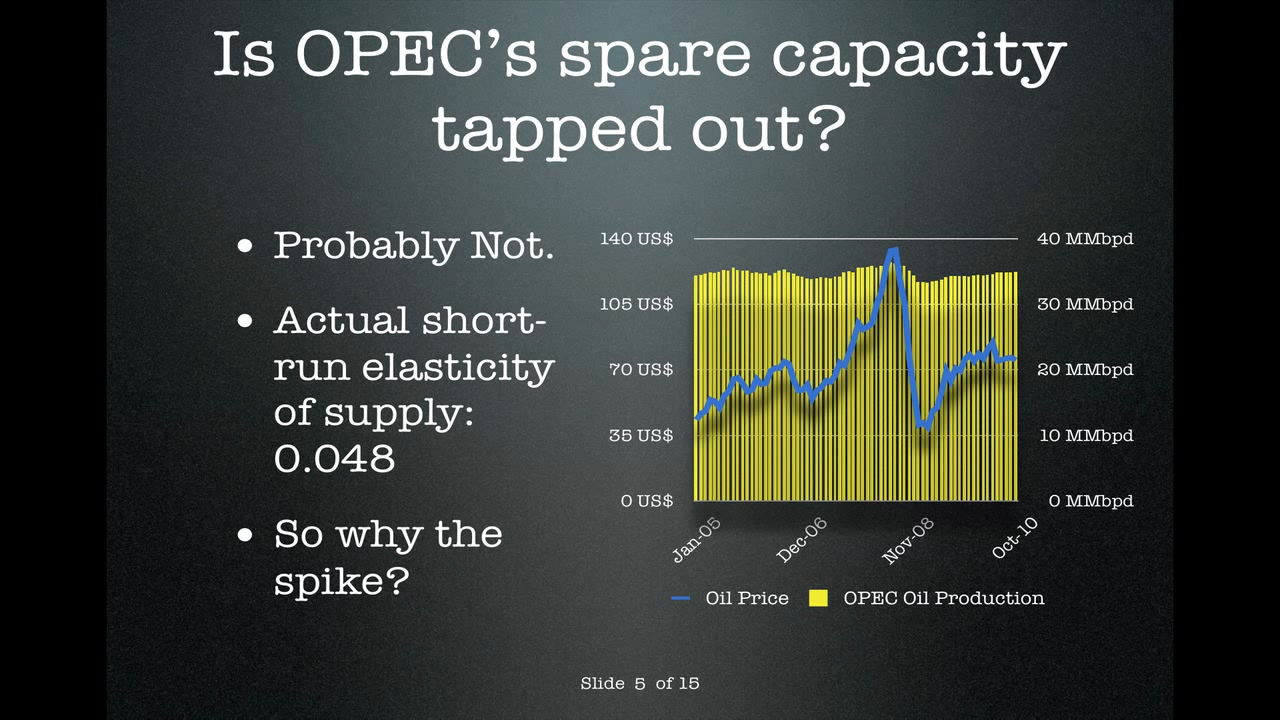 Is OPEC’s spare capacity
tapped out?
• Probably Not.
• Actual short-
run elasticity
of supply:
0.048
• So why the
spike?
140 US$
105 US$
70 US$
35 US$
0 US$
40 MMbpd
30 MMbpd
20 MMbpd
10 MMbpd
0 MMbpd
Jan-05
Dec-06
Nov-08
Oct-10
Oil Price
OPEC Oil Production
Slide 5 of 15